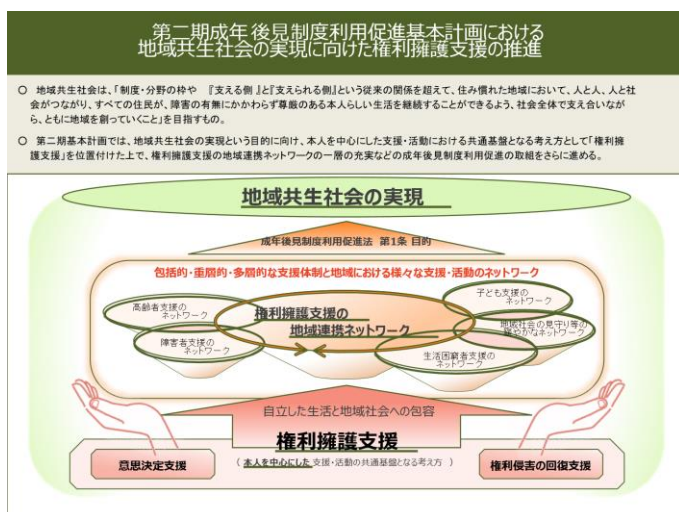 第二期成年後見制度利用促進基本計画における
地域共生社会の実現に向けた権利擁護支援の推進
○ 地域共生社会は、「制度・分野の枠や 『支える側 』と『支えられる側』という従来の関係を超えて、住み慣れた地域において、人と人、人と社
会がつながり、すべての住民が、障害の有無にかかわらず尊厳のある本人らしい生活を継続することができるよう、社会全体で支え合いなが
ら、ともに地域を創っていくこと」を目指すもの。
○ 第二期基本計画では、地域共生社会の実現という目的に向け、本人を中心にした支援・活動における共通基盤となる考え方として「権利擁
護支援」を位置付けた上で、権利擁護支援の地域連携ネットワークの一層の充実などの成年後見制度利用促進の取組をさらに進める。
地域共生社会の実現
成年後見制度利用促進法 第1条 目的
包括的・重層的・多層的な支援体制と地域における様々な支援・活動のネットワーク
高齢者支援の
ネットワーク
障害者支援の
ネットワーク
権利擁護支援の
地域連携ネットワーク
子ども支援の
ネットワーク
地域社会の見守り等の
緩やかなネットワーク
生活困窮者支援の
ネットワーク
自立した生活と地域社会への包容
権利擁護支援
（ 本人を中心にした 支援・活動の共通基盤となる考え方 ）
意思決定支援
権利侵害の回復支援